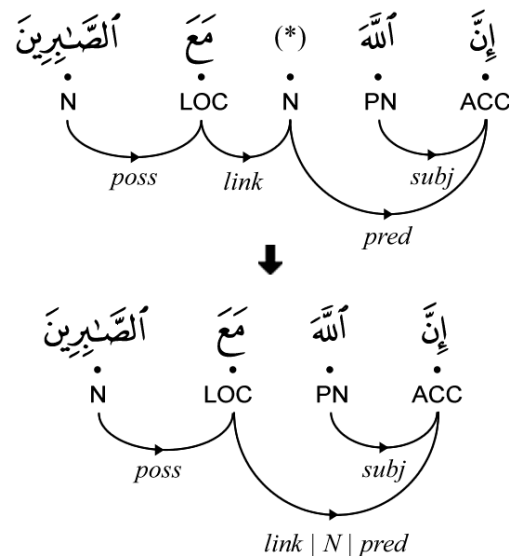 إِنَّ ٱللَّهَ (*) مَعَ ٱلصَّـٰبِرِينَ
N LOC N PN ACC
poss link subj
pred
إِنَّ ٱللَّهَ مَعَ ٱلصَّـٰبِرِينَ
N LOC PN ACC
poss subj
link | N | pred